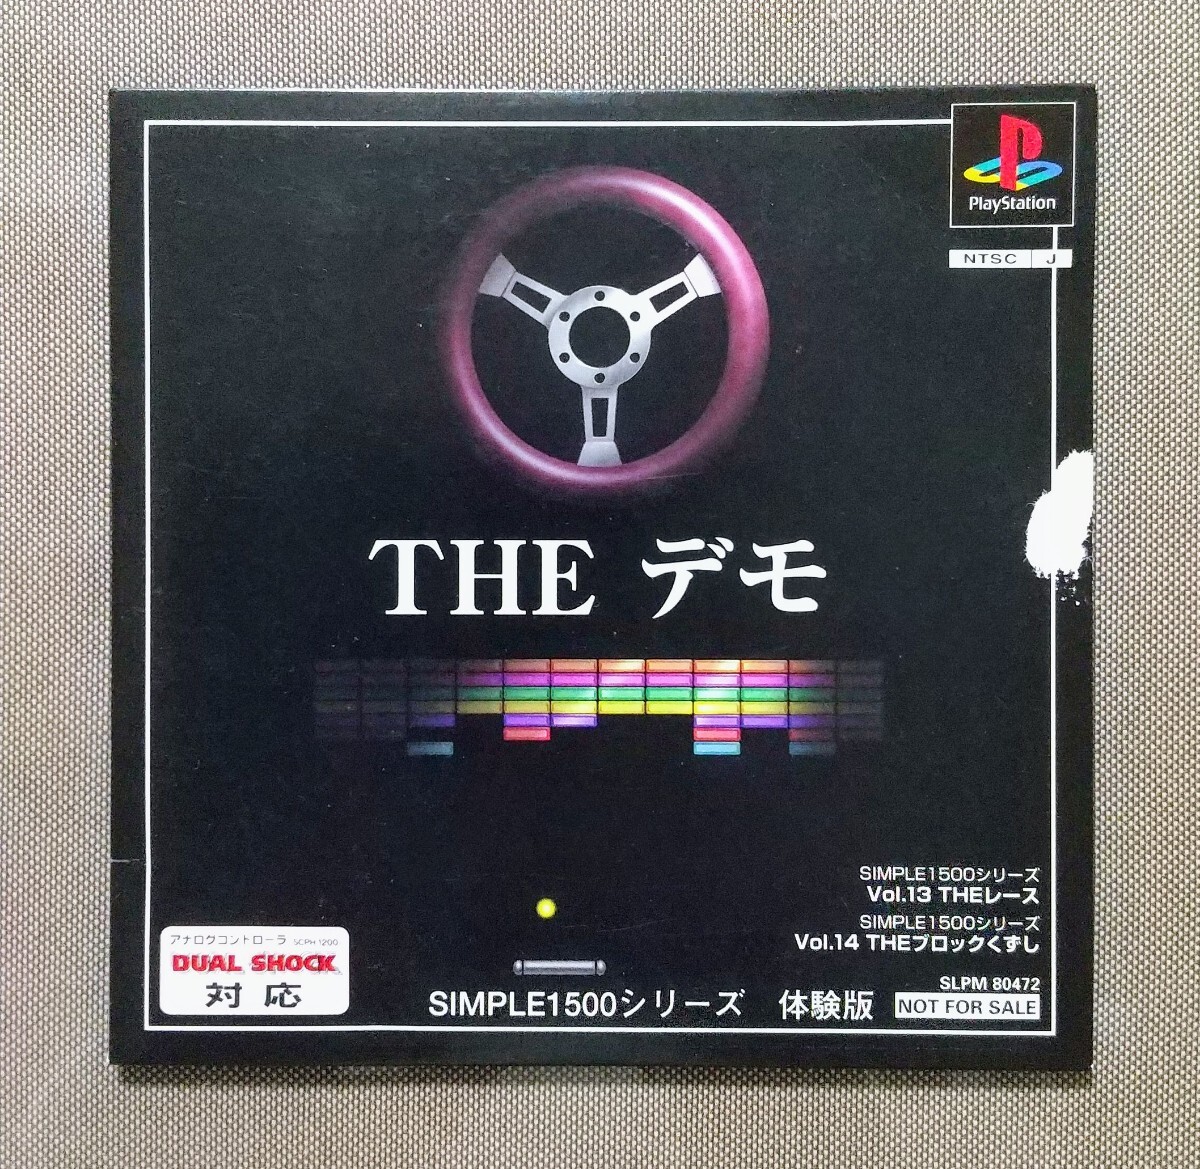 PlayStation
NTSC J
THE デモ
SIMPLE1500シリーズ
Vol.13 THEレース
SIMPLE1500シリーズ
Vol.14 THEブロックくずし
アナログコントローラ SCPH-1200
DUAL SHOCK
対応
SLPM 80472
SIMPLE1500シリーズ 体験版 NOT FOR SALE